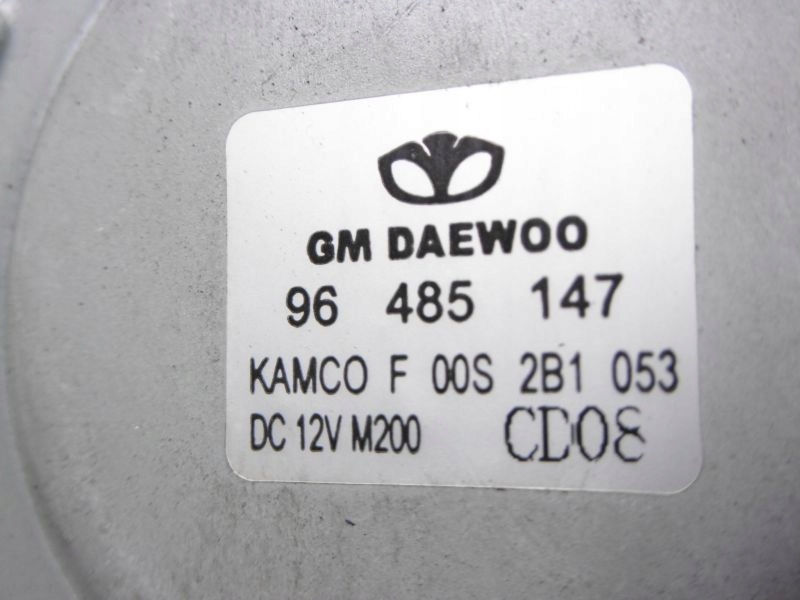 GM DAEWOO
96 485 147
KAMCO F 00S 2B1 053
DC 12V M200 CD08